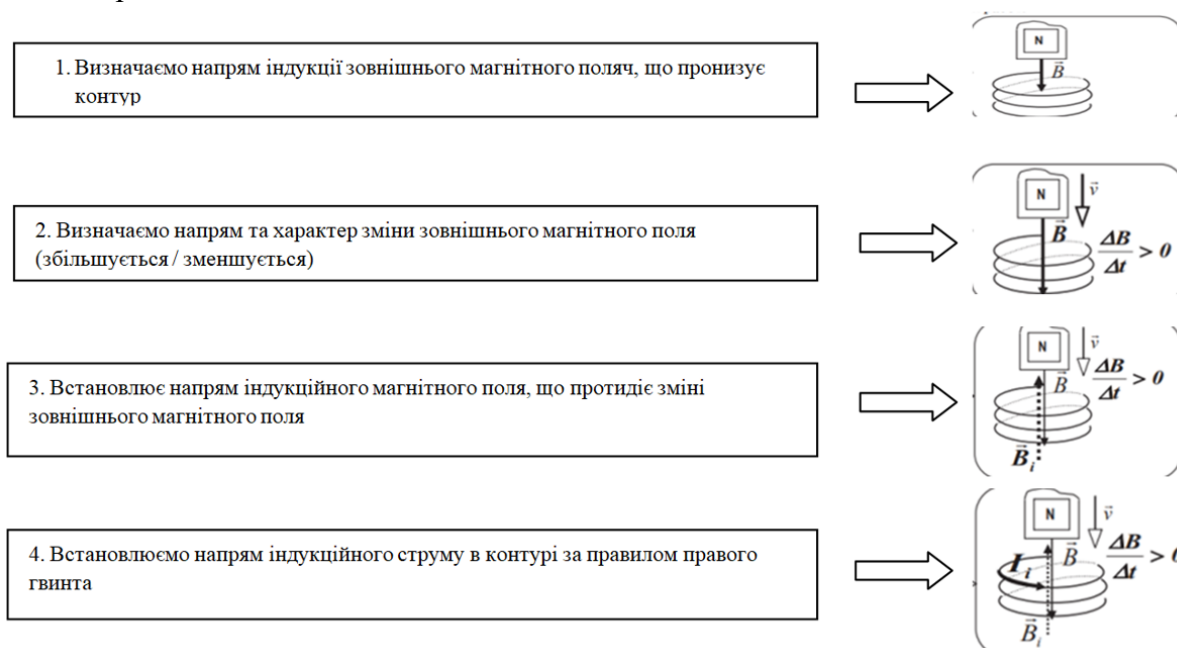 1. Визначаємо напрям індукції зовнішнього магнітного поляч, що пронизує
контур
N
B
2. Визначаємо напрям та характер зміни зовнішнього магнітного поля
(збільшується / зменшується)
N
v
B
ΔB/Δt > 0
3. Встановлює напрям індукційного магнітного поля, що протидіє зміні
зовнішнього магнітного поля
N
v
B
ΔB/Δt > 0
Bi
4. Встановлюємо напрям індукційного струму в контурі за правилом правого
гвинта
N
v
B
ΔB/Δt > 0
Ii
Bi